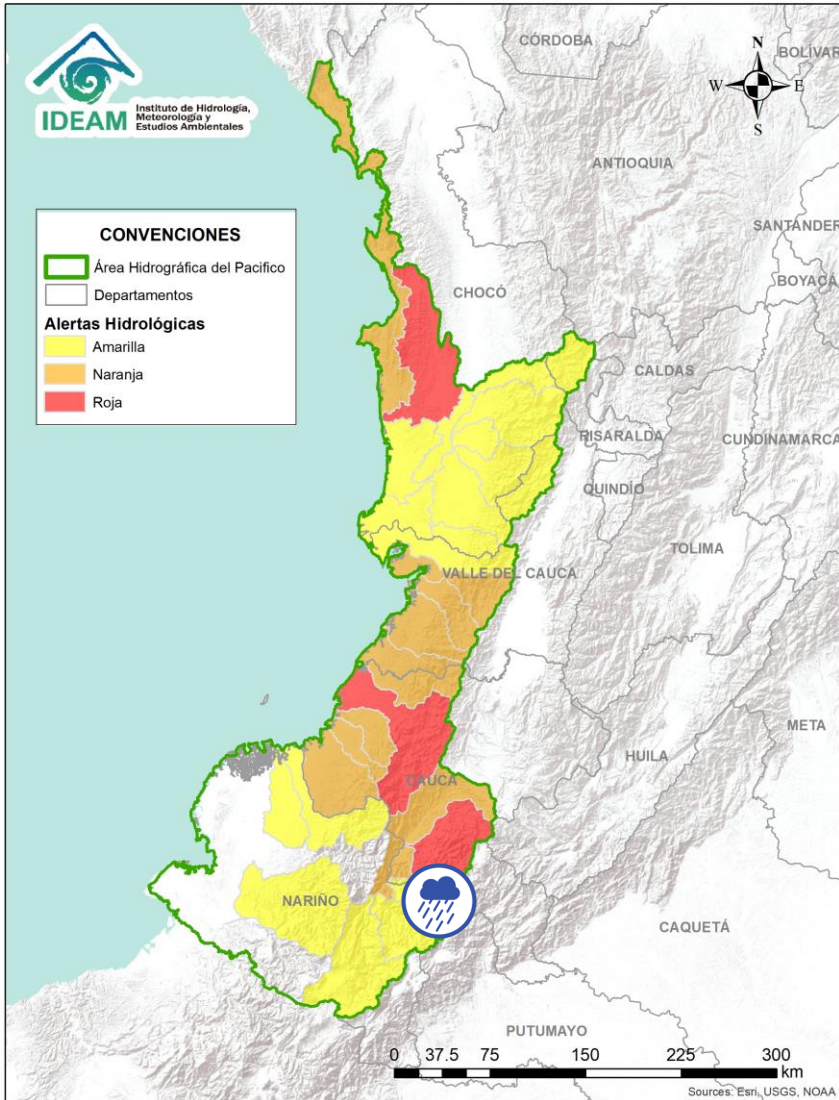 IDEAM
Instituto de Hidrología,
Meteorología y
Estudios Ambientales
CÓRDOBA
BOLÍVAR
N
W E
S
ANTIOQUIA
SANTANDER
BOYACÁ
CONVENCIONES
Área Hidrográfica del Pacifico
Departamentos
Alertas Hidrológicas
Amarilla
Naranja
Roja
CHOCÓ
CALDAS
RISARALDA
CUNDINAMARCA
QUINDÍO
TOLIMA
VALLE DEL CAUCA
META
HUILA
CAUCA
NARIÑO
CAQUETÁ
PUTUMAYO
0 37.5 75 150 225 300
km
Sources: Esri, USGS, NOAA